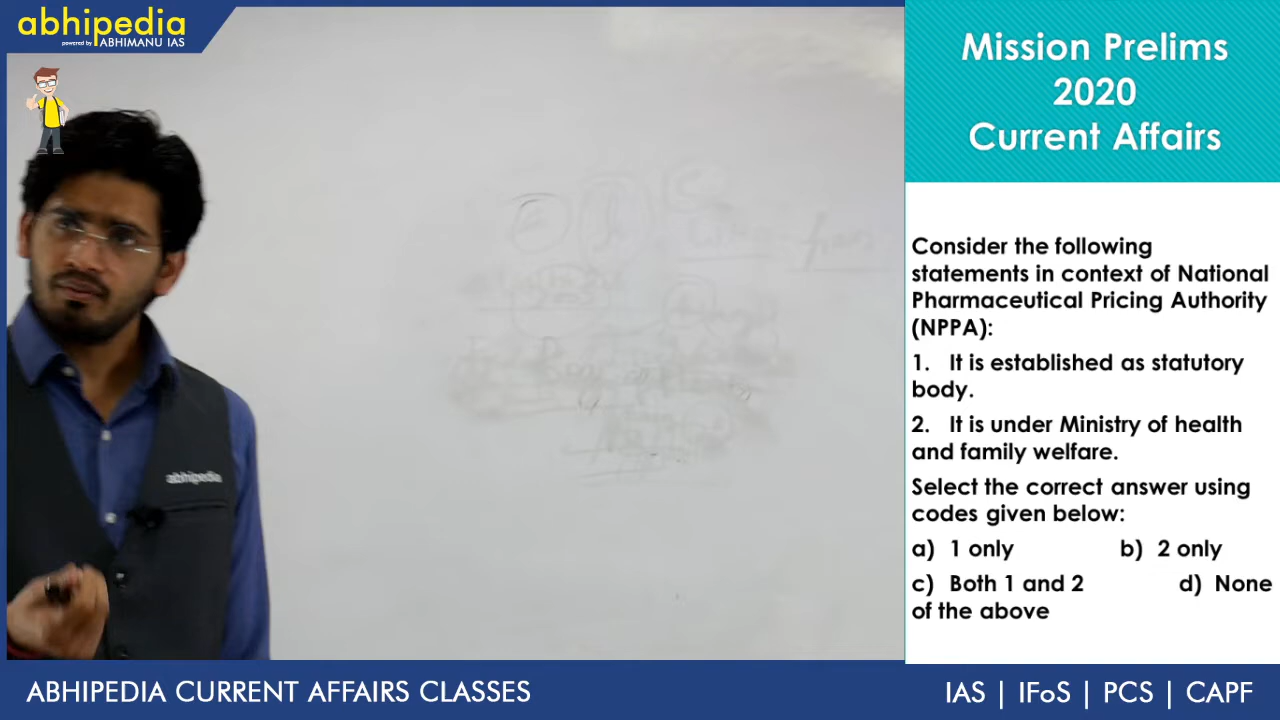 abhipedia
powered by ABHIMANU IAS
Mission Prelims
2020
Current Affairs
Consider the following
statements in context of National
Pharmaceutical Pricing Authority
(NPPA):
1. It is established as statutory
body.
2. It is under Ministry of health
and family welfare.
Select the correct answer using
codes given below:
a) 1 only b) 2 only
c) Both 1 and 2 d) None
of the above
abhipedia
ABHIPEDIA CURRENT AFFAIRS CLASSES
IAS | IFoS | PCS | CAPF